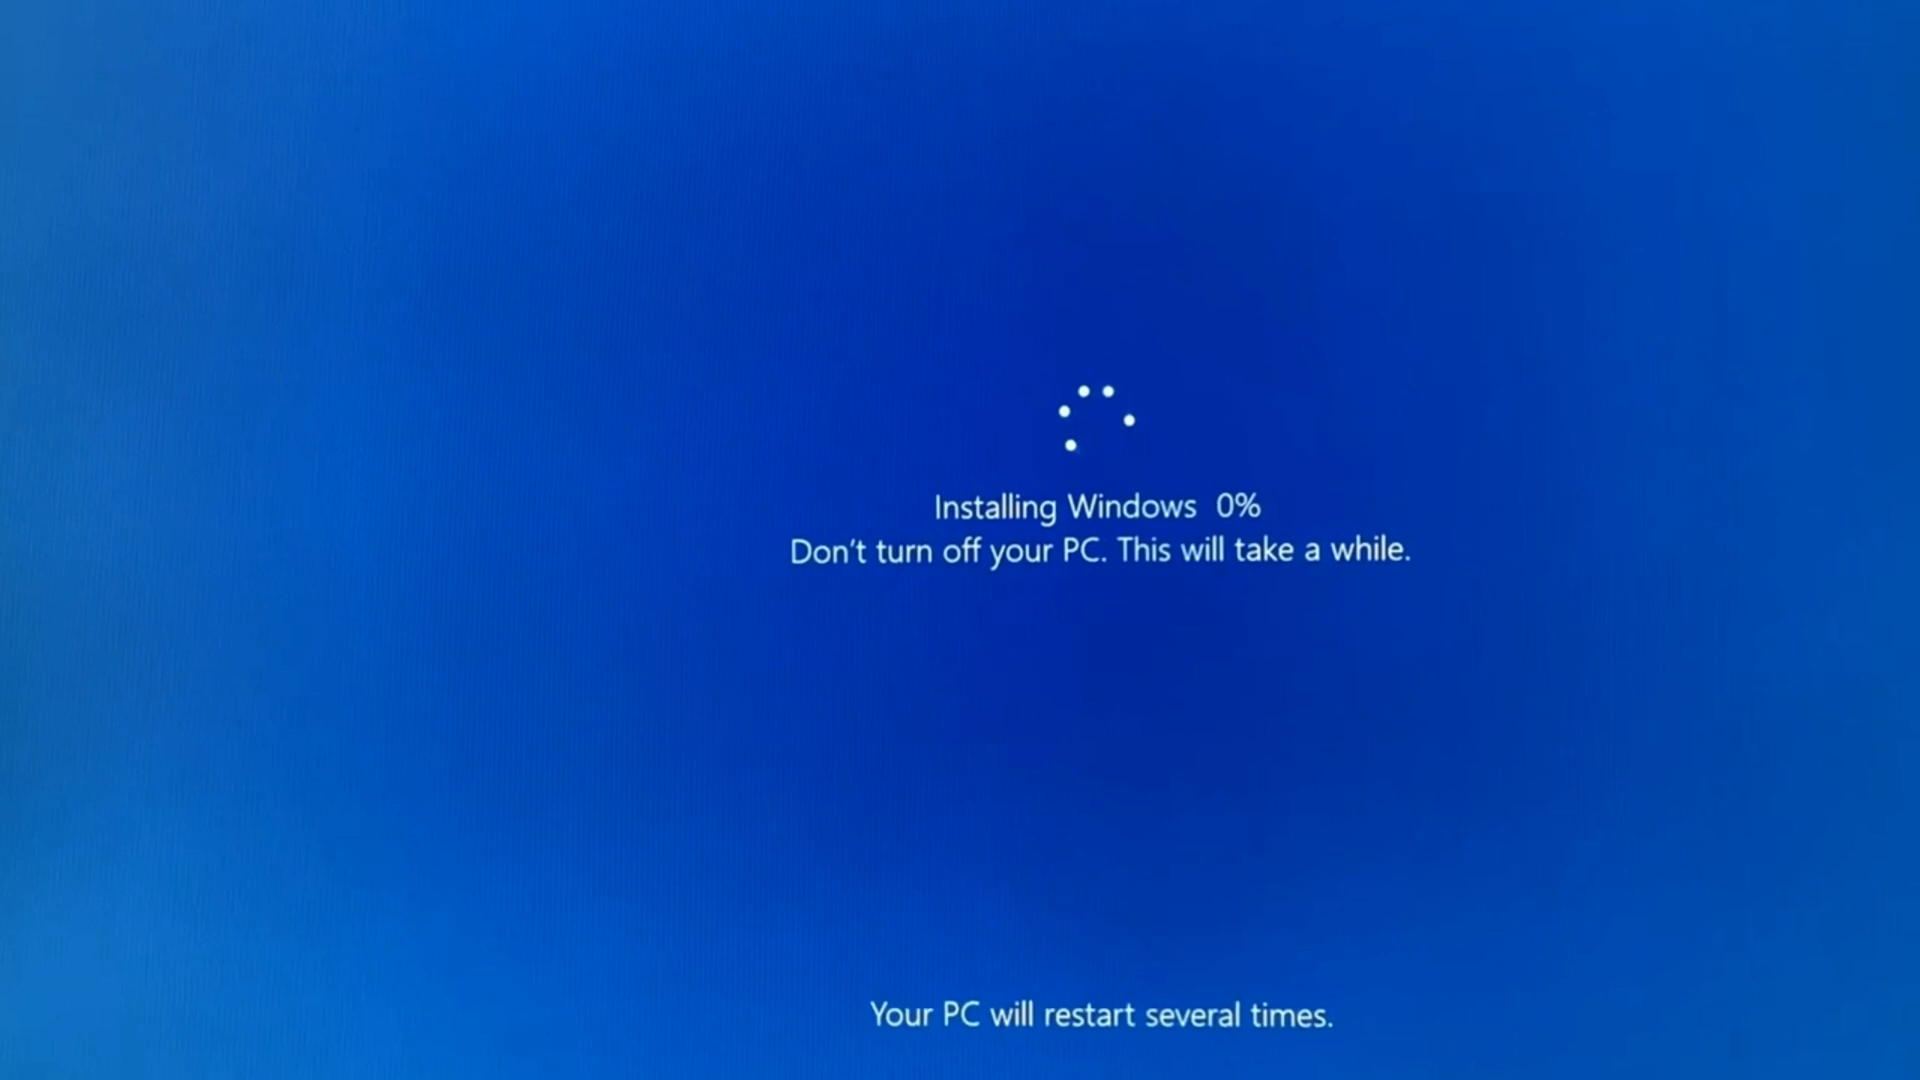 Installing Windows 0%
Don't turn off your PC. This will take a while.
Your PC will restart several times.